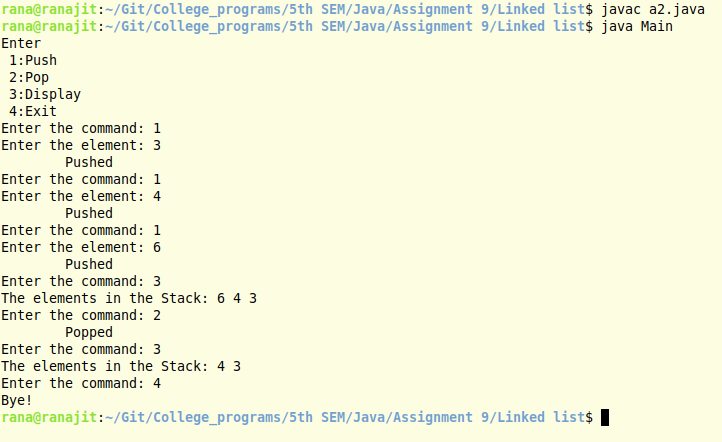 rana@ranajit:~/Git/College_programs/5th SEM/Java/Assignment 9/Linked list$ javac a2.java
rana@ranajit:~/Git/College_programs/5th SEM/Java/Assignment 9/Linked list$ java Main
Enter
 1:Push
 2:Pop
 3:Display
 4:Exit
Enter the command: 1
Enter the element: 3
        Pushed
Enter the command: 1
Enter the element: 4
        Pushed
Enter the command: 1
Enter the element: 6
        Pushed
Enter the command: 3
The elements in the Stack: 6 4 3
Enter the command: 2
        Popped
Enter the command: 3
The elements in the Stack: 4 3
Enter the command: 4
Bye!
rana@ranajit:~/Git/College_programs/5th SEM/Java/Assignment 9/Linked list$